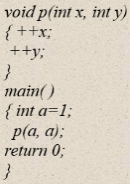 void p(int x, int y)
{ ++x;
++y;
}
main( )
{ int a=1;
p(a, a);
return 0;
}